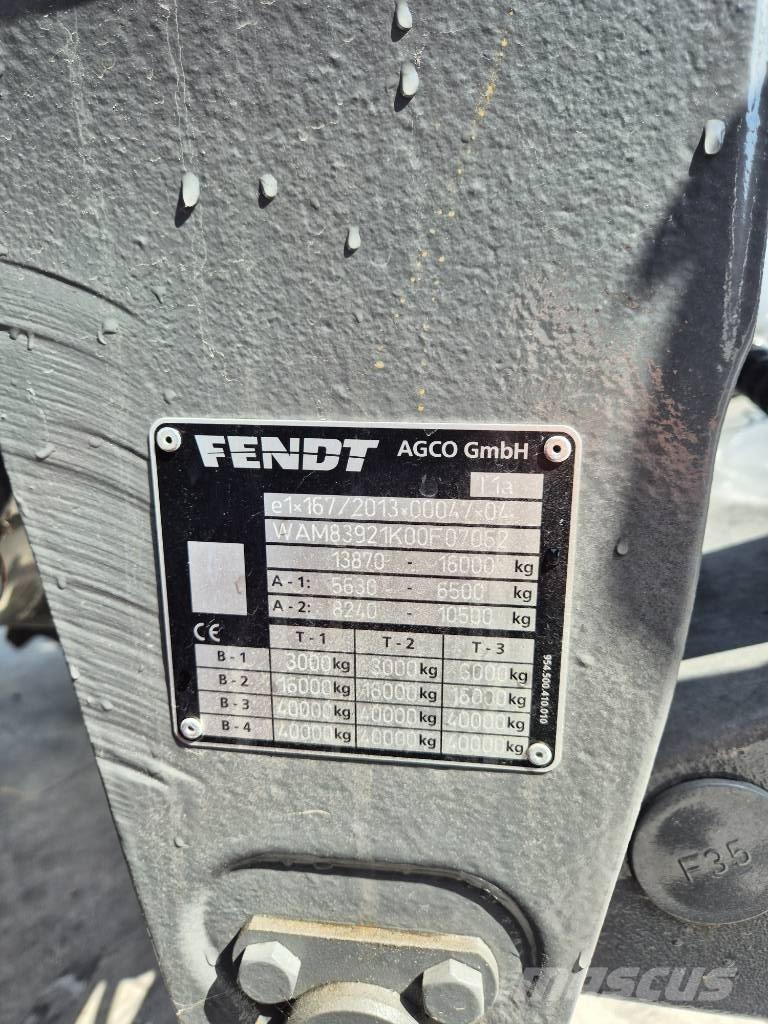 FENDT AGCO GmbH
T1a
e1*167/2013*00047*04
WAM83921K00F07062
13870 - 16000 kg
A - 1: 5630 - 6500 kg
A - 2: 8240 - 10500 kg
T - 1 T - 2 T - 3
B - 1 3000 kg 3000 kg 6000 kg
B - 2 16000 kg 16000 kg 16000 kg
B - 3 40000 kg 40000 kg 40000 kg
B - 4 40000 kg 40000 kg 40000 kg
CE
954.500.410.010
F35
mascus